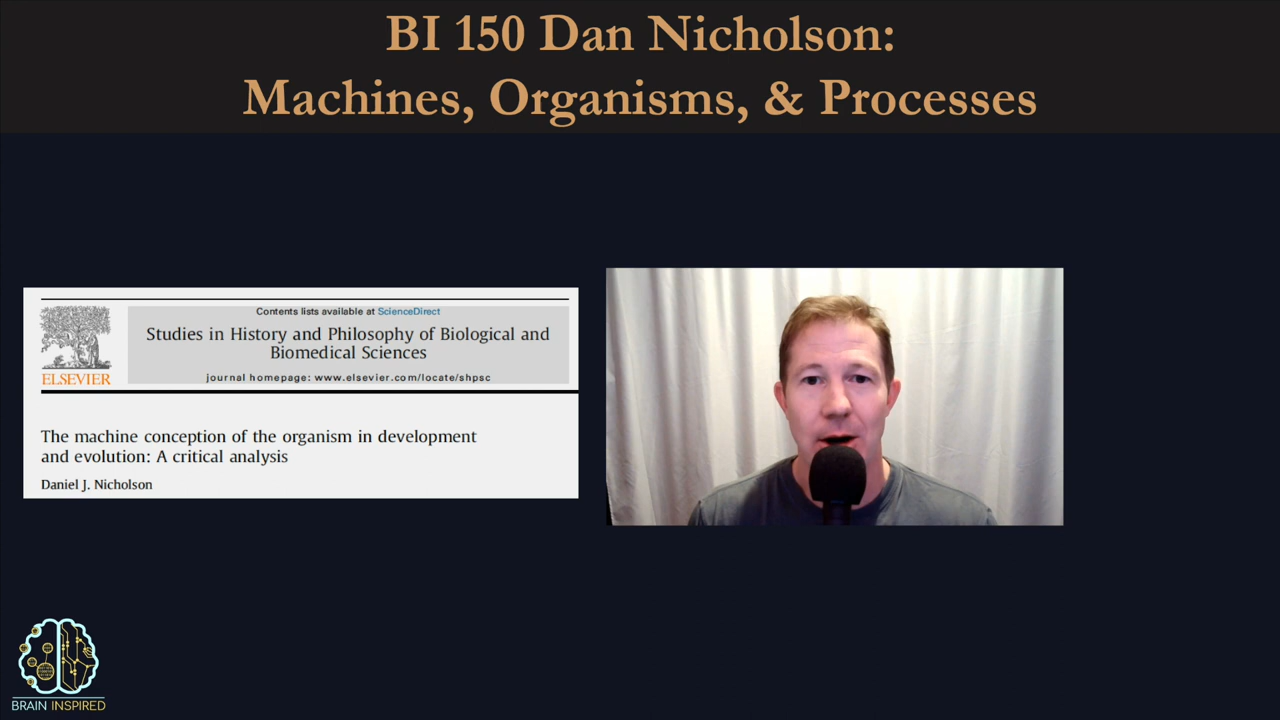 BI 150 Dan Nicholson:
Machines, Organisms, & Processes
Contents lists available at ScienceDirect
Studies in History and Philosophy of Biological and
Biomedical Sciences
journal homepage: www.elsevier.com/locate/shpsc
ELSEVIER
The machine conception of the organism in development
and evolution: A critical analysis
Daniel J. Nicholson
BRAIN INSPIRED